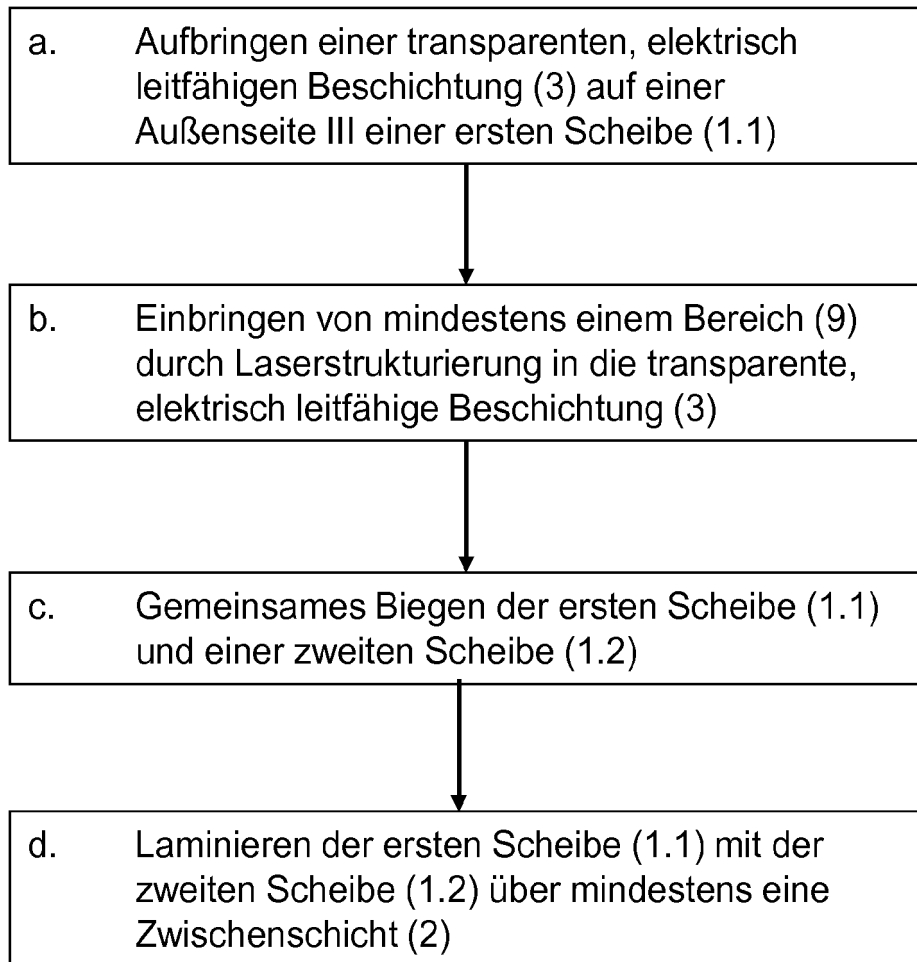 a. Aufbringen einer transparenten, elektrisch
leitfähigen Beschichtung (3) auf einer
Außenseite III einer ersten Scheibe (1.1)
b. Einbringen von mindestens einem Bereich (9)
durch Laserstrukturierung in die transparente,
elektrisch leitfähige Beschichtung (3)
c. Gemeinsames Biegen der ersten Scheibe (1.1)
und einer zweiten Scheibe (1.2)
d. Laminieren der ersten Scheibe (1.1) mit der
zweiten Scheibe (1.2) über mindestens eine
Zwischenschicht (2)